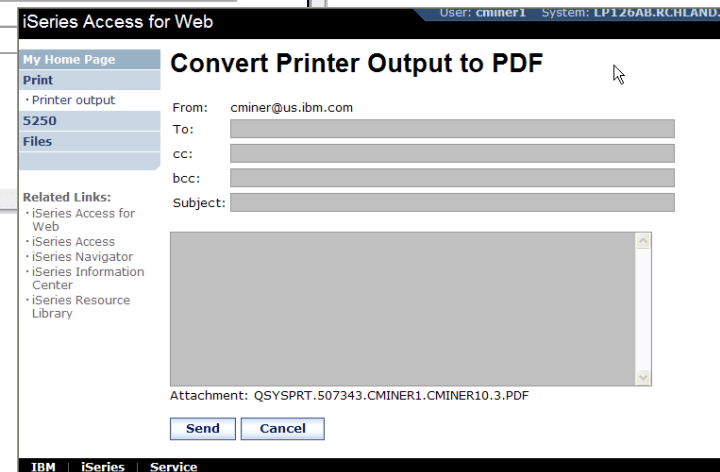 iSeries Access for Web
User: cminer1 System: LP126AB.RCHLAND.
My Home Page
Print
· Printer output
5250
Files
Related Links:
· iSeries Access for
Web
· iSeries Access
· iSeries Navigator
· iSeries Information
Center
· iSeries Resource
Library
Convert Printer Output to PDF
From: cminer@us.ibm.com
To:
cc:
bcc:
Subject:
Attachment: QSYSPRT.507343.CMINER1.CMINER10.3.PDF
Send Cancel
IBM | iSeries | Service